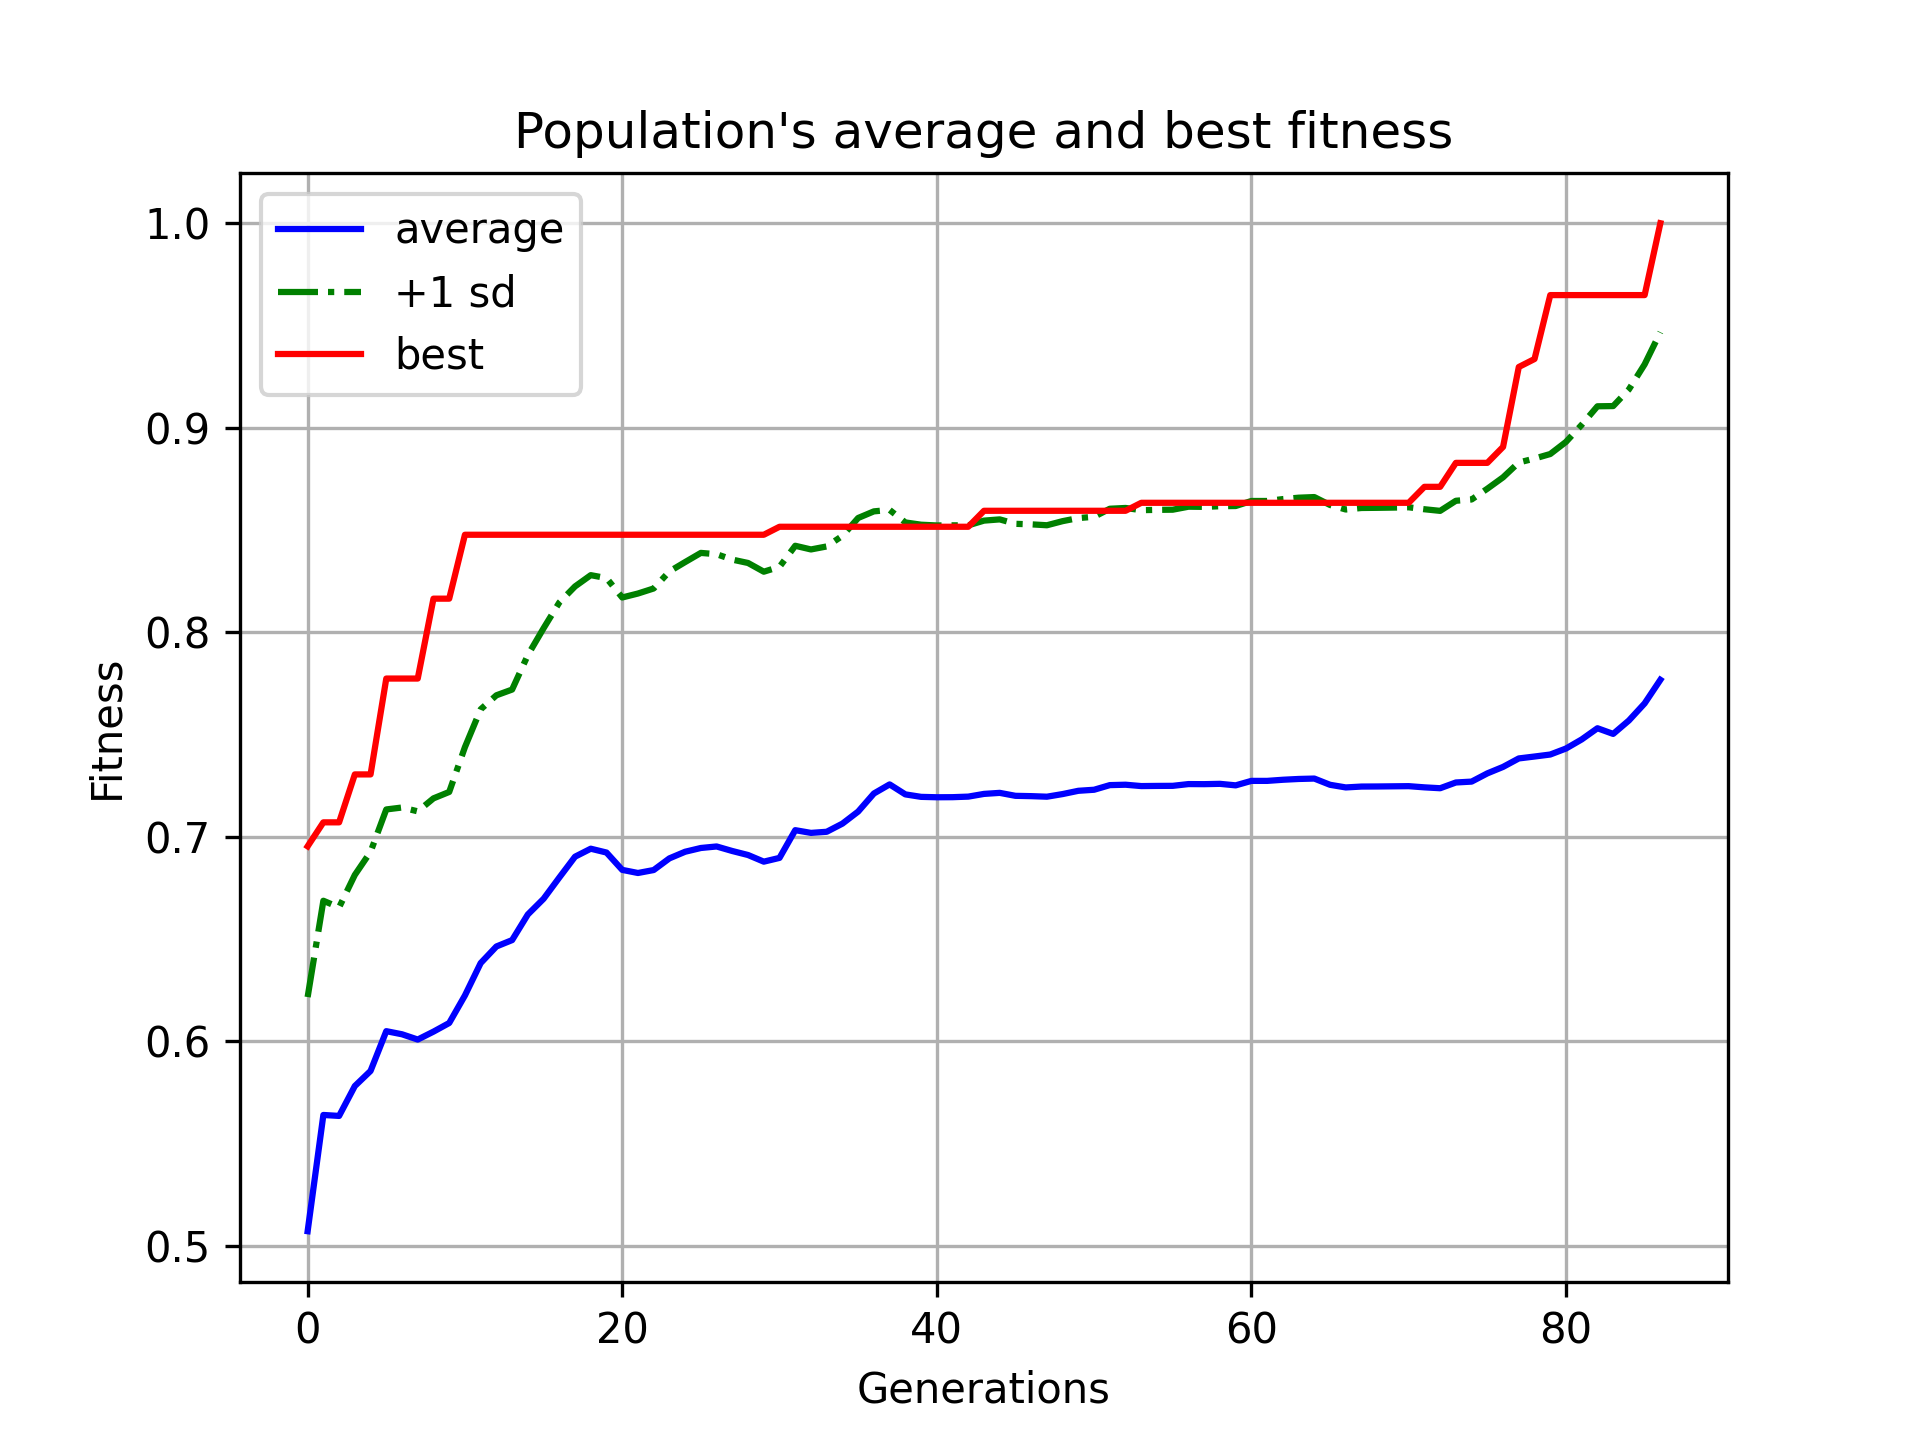 Population's average and best fitness
average
+1 sd
best
1.0
0.9
0.8
0.7
0.6
0.5
Fitness
0 20 40 60 80
Generations